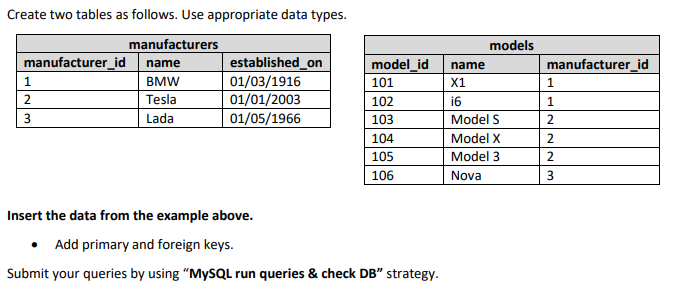 Create two tables as follows. Use appropriate data types.
manufacturers
manufacturer_id name established_on
1 BMW 01/03/1916
2 Tesla 01/01/2003
3 Lada 01/05/1966
models
model_id name manufacturer_id
101 X1 1
102 i6 1
103 Model S 2
104 Model X 2
105 Model 3 2
106 Nova 3
Insert the data from the example above.
• Add primary and foreign keys.
Submit your queries by using “MySQL run queries & check DB” strategy.